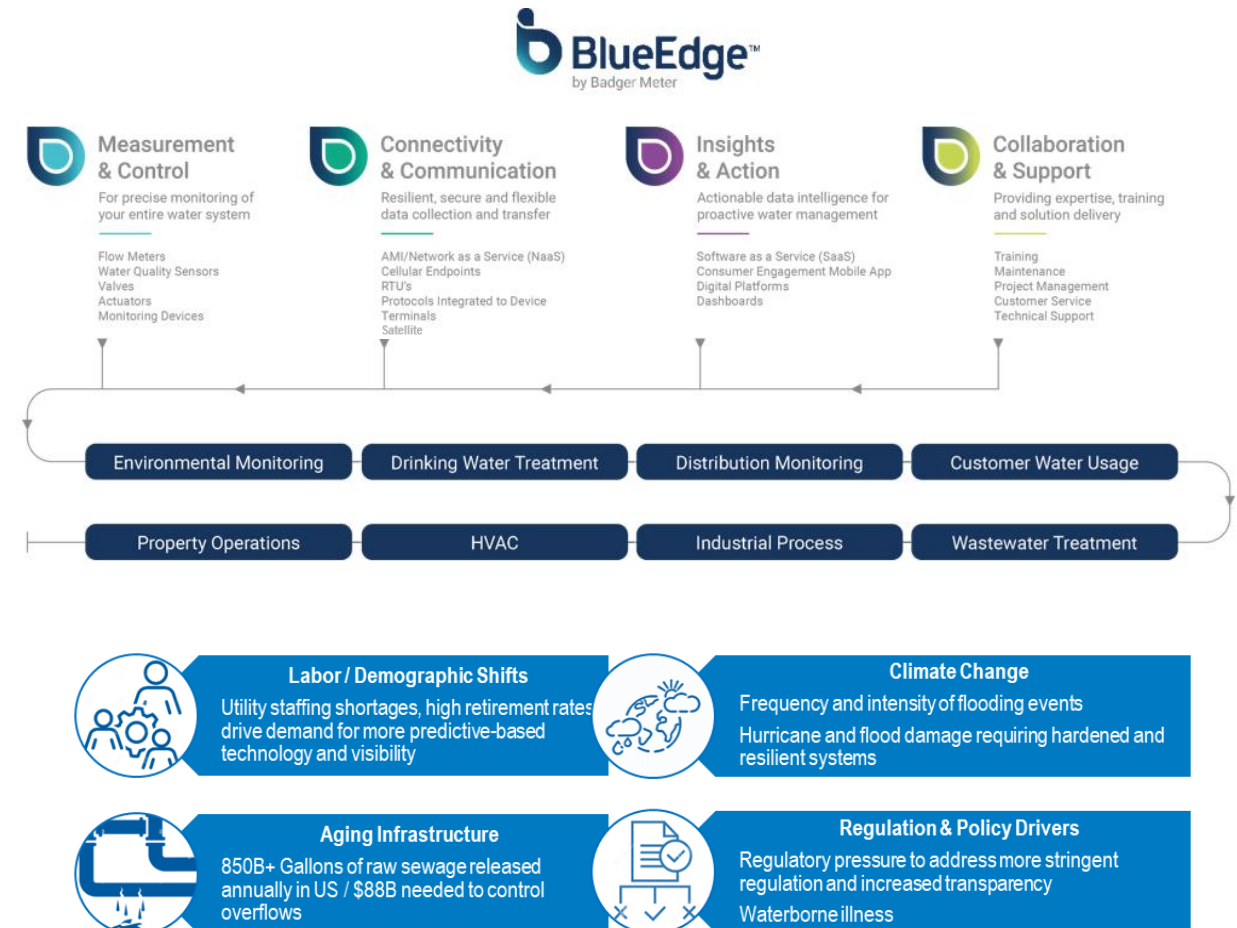 BlueEdge™
by Badger Meter
Measurement
& Control
For precise monitoring of
your entire water system
Flow Meters
Water Quality Sensors
Valves
Actuators
Monitoring Devices
Connectivity
& Communication
Resilient, secure and flexible
data collection and transfer
AMI/Network as a Service (NaaS)
Cellular Endpoints
RTU's
Protocols Integrated to Device
Terminals
Satellite
Insights
& Action
Actionable data intelligence for
proactive water management
Software as a Service (SaaS)
Consumer Engagement Mobile App
Digital Platforms
Dashboards
Collaboration
& Support
Providing expertise, training
and solution delivery
Training
Maintenance
Project Management
Customer Service
Technical Support
Environmental Monitoring
Drinking Water Treatment
Distribution Monitoring
Customer Water Usage
Property Operations
HVAC
Industrial Process
Wastewater Treatment
Labor / Demographic Shifts
Utility staffing shortages, high retirement rates
drive demand for more predictive-based
technology and visibility
Climate Change
Frequency and intensity of flooding events
Hurricane and flood damage requiring hardened and
resilient systems
Aging Infrastructure
850B+ Gallons of raw sewage released
annually in US / $88B needed to control
overflows
Regulation & Policy Drivers
Regulatory pressure to address more stringent
regulation and increased transparency
Waterborne illness